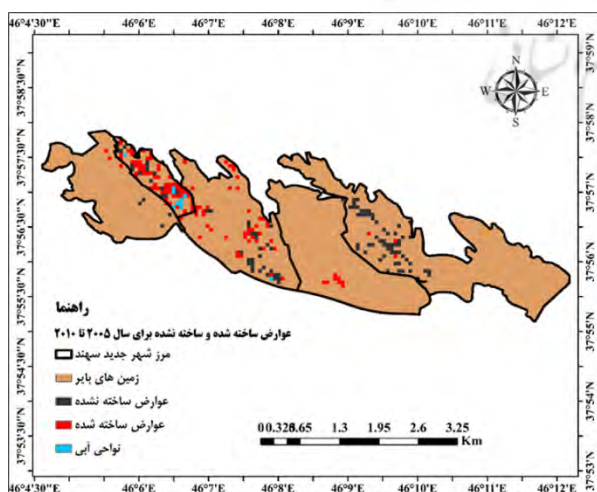 46°4'30"E 46°6'E 46°7'E 46°8'E 46°9'E 46°10'E 46°11'E 46°12'E
37°58'30"N
37°57'30"N
37°56'30"N
37°55'30"N
37°54'30"N
37°53'30"N
37°59'N
37°58'N
37°57'N
37°56'N
37°55'N
37°54'N
37°53'N
N
W E
S
راهنما
عوارض ساخته شده و ساخته نشده برای سال ۲۰۰۵ تا ۲۰۱۰
مرز شهر جدید سهند
زمین های بایر
عوارض ساخته نشده
عوارض ساخته شده
نواحی آبی
00.3250.65 1.3 1.95 2.6 3.25
Km
46°4'30"E 46°6'E 46°7'E 46°8'E 46°9'E 46°10'E 46°11'E 46°12'E